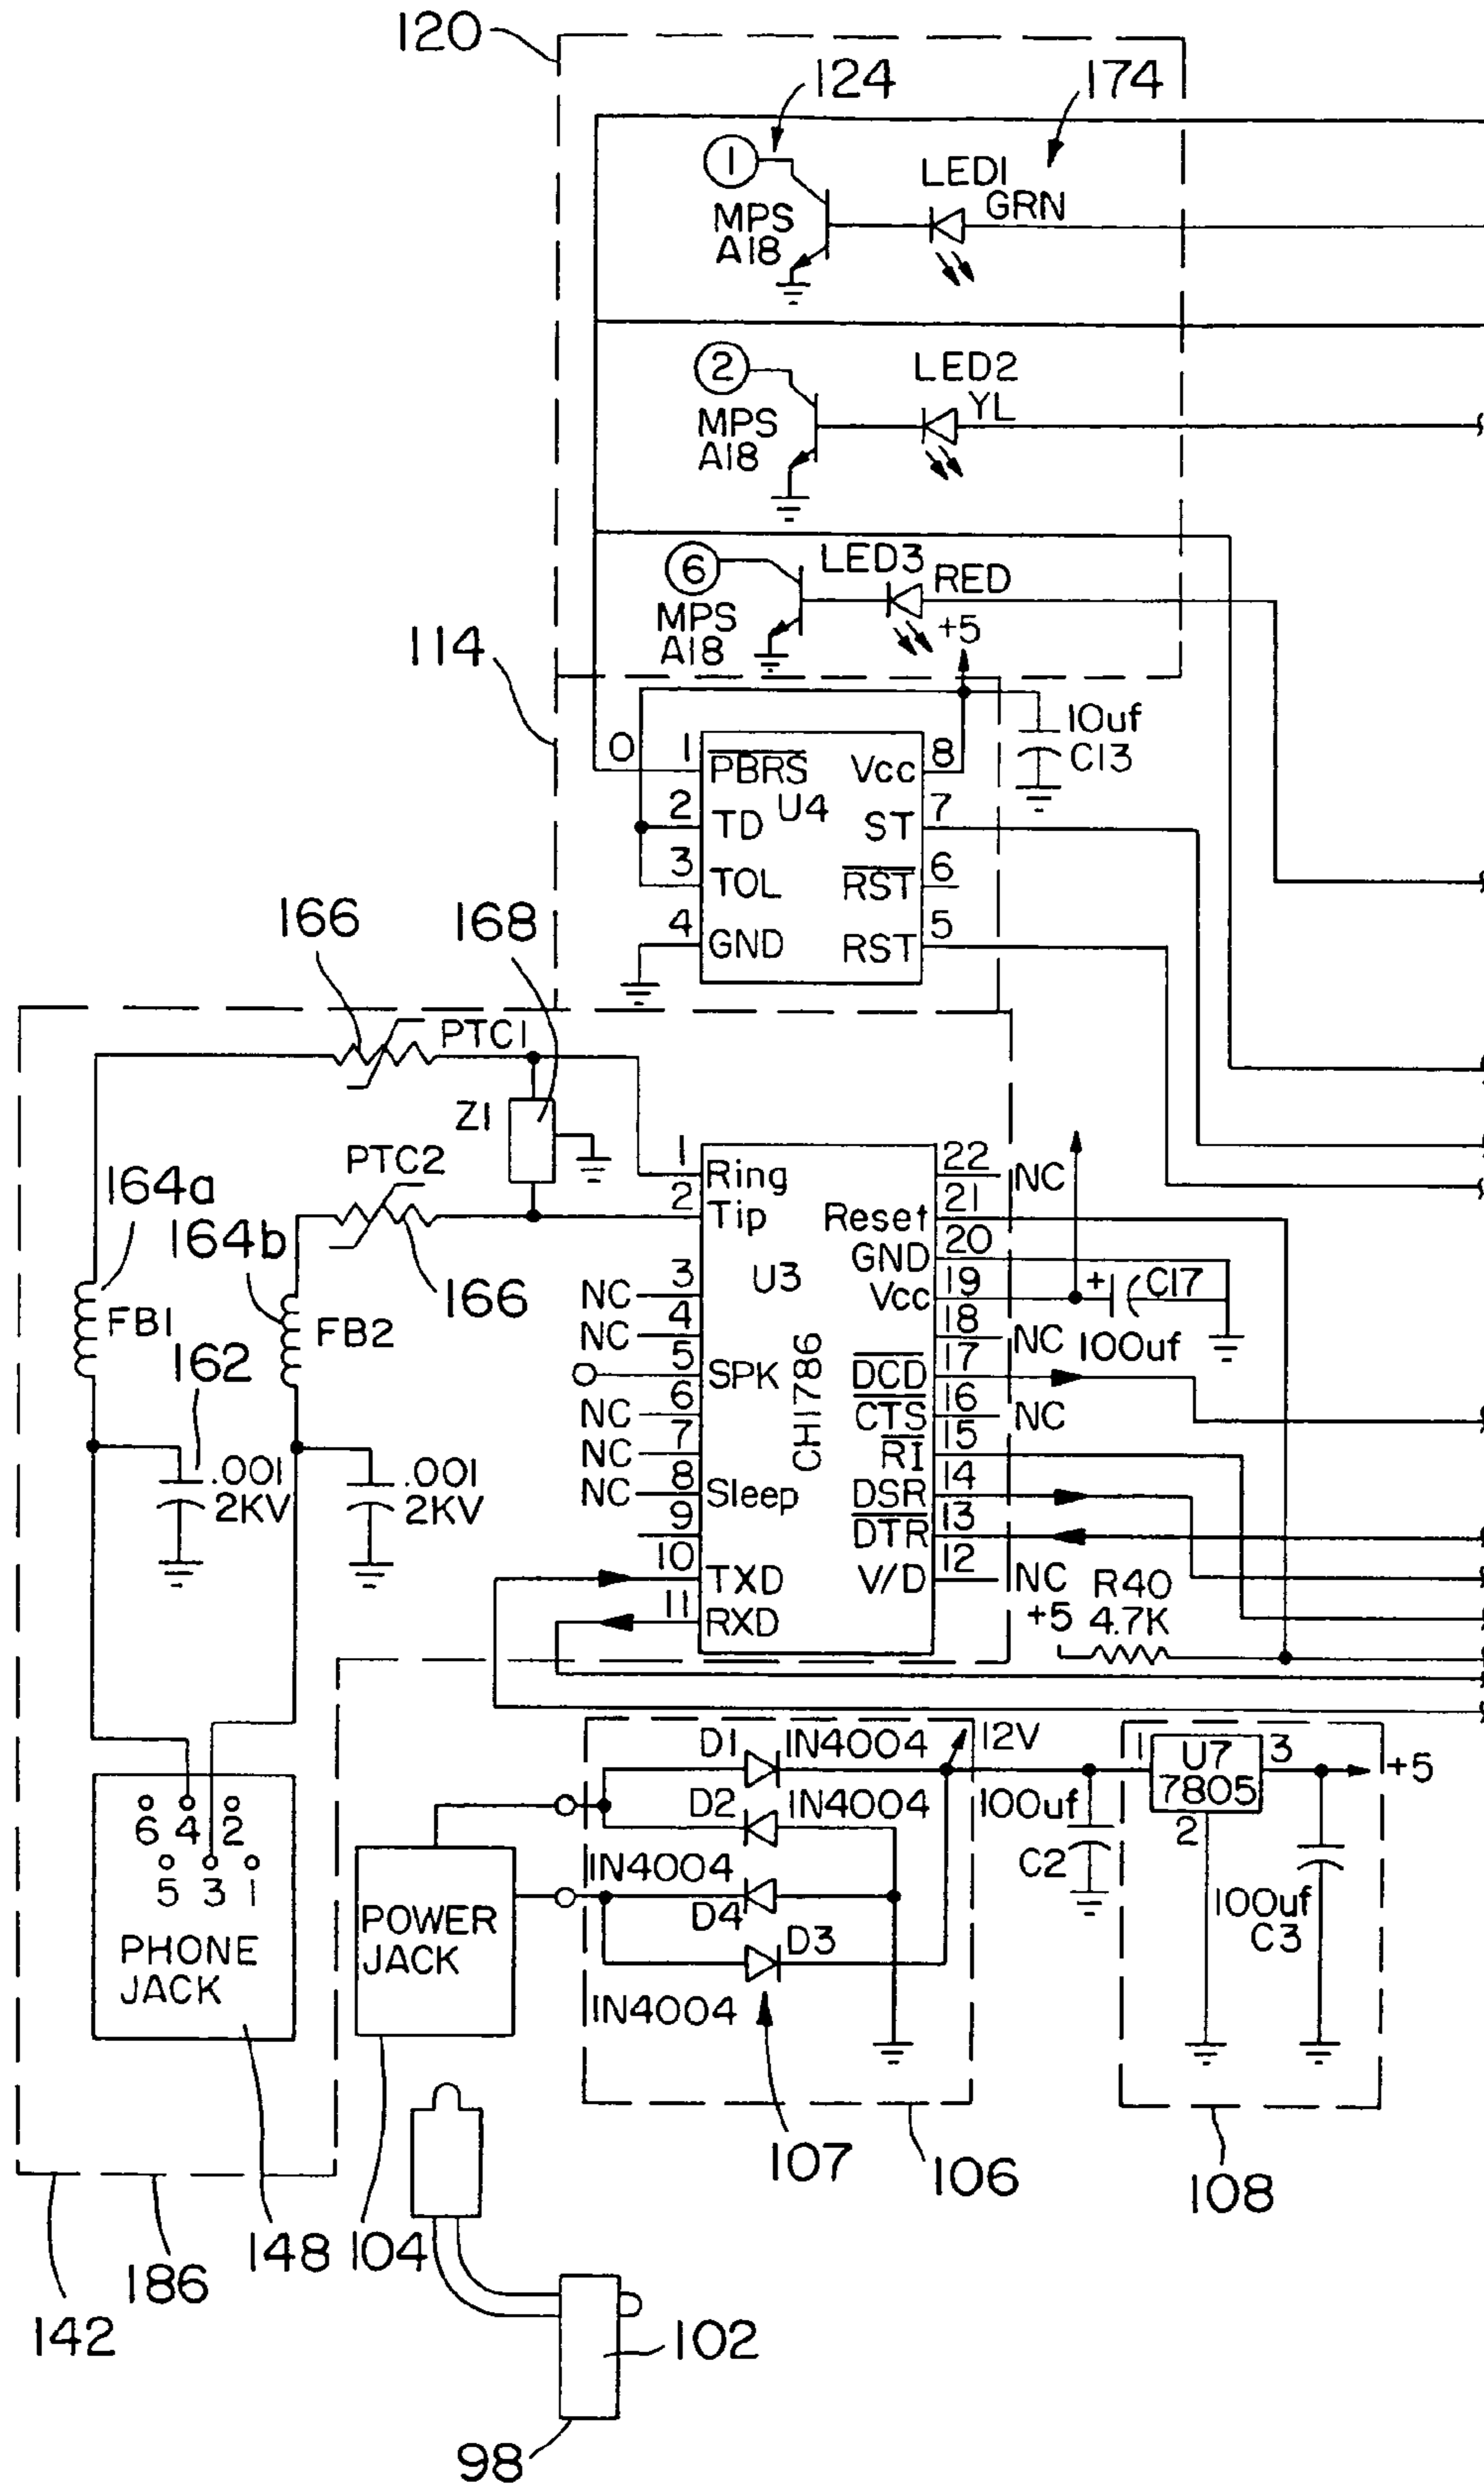 120
124
174
1
LED1
GRN
MPS
A18
2
LED2
YL
MPS
A18
6
LED3
RED
MPS
A18
+5
114
10uf
C13
0
1
PBRS
Vcc
8
U4
2
TD
ST
7
3
TOL
RST
6
4
GND
RST
5
166
168
PTC1
Z1
PTC2
164a
164b
166
FB1
FB2
162
.001
2KV
.001
2KV
1
Ring
22
NC
2
Tip
Reset
21
GND
20
U3
CH1786
NC
3
Vcc
19
+
C17
100uf
NC
4
18
NC
5
SPK
DCD
17
NC
6
CTS
16
NC
NC
7
RI
15
NC
8
Sleep
DSR
14
9
DTR
13
10
TXD
V/D
12
NC
11
RXD
R40
+5
4.7K
D1
IN4004
12V
D2
IN4004
100uf
C2
IN4004
D4
D3
IN4004
1
U7
7805
3
+5
2
100uf
C3
6 4 2
5 3 1
PHONE
JACK
POWER
JACK
107
106
108
148
104
186
142
102
98